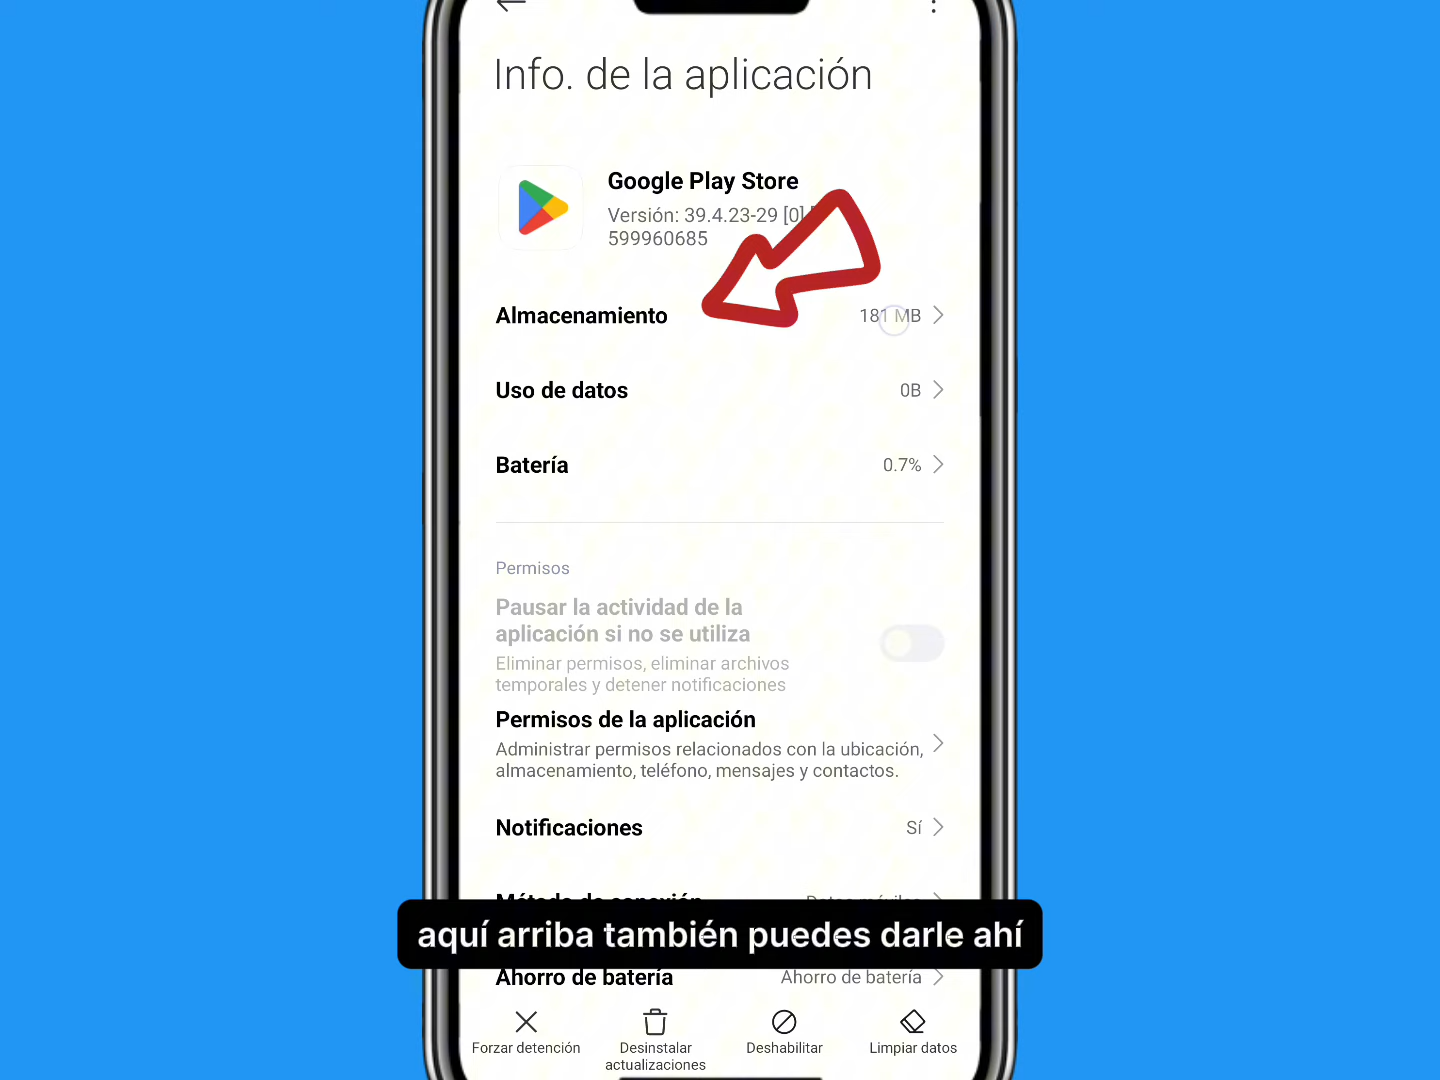 Info. de la aplicación
Google Play Store
Versión: 39.4.23-29 [0]
599960685
Almacenamiento 181 MB
Uso de datos 0B
Batería 0.7%
Permisos
Pausar la actividad de la
aplicación si no se utiliza
Eliminar permisos, eliminar archivos
temporales y detener notificaciones
Permisos de la aplicación
Administrar permisos relacionados con la ubicación,
almacenamiento, teléfono, mensajes y contactos.
Notificaciones Sí
Método de conexión Datos móviles
aquí arriba también puedes darle ahí
Ahorro de batería Ahorro de batería
Forzar detención Desinstalar Deshabilitar Limpiar datos
actualizaciones